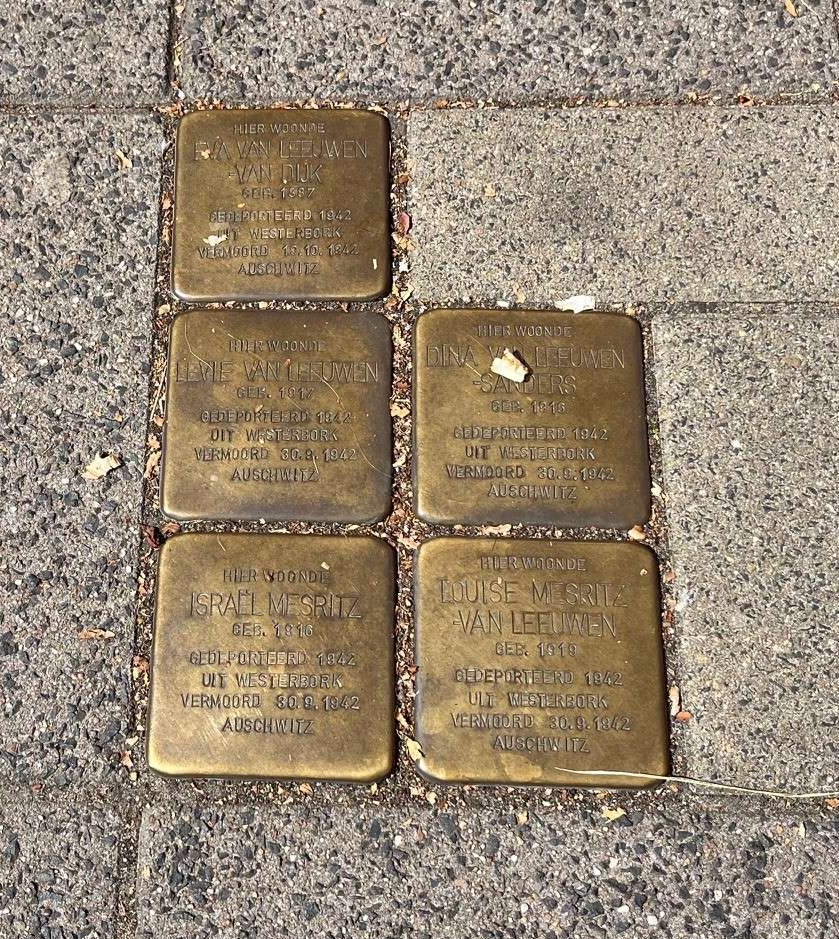 HIER WOONDE
EVA VAN LEEUWEN
-VAN DIJK
GEB. 1887
GEDEPORTEERD 1942
UIT WESTERBORK
VERMOORD 15.10.1942
AUSCHWITZ
HIER WOONDE
LEVIE VAN LEEUWEN
GEB. 1917
GEDEPORTEERD 1942
UIT WESTERBORK
VERMOORD 30.9.1942
AUSCHWITZ
HIER WOONDE
DINA VAN LEEUWEN
-SANDERS
GEB. 1916
GEDEPORTEERD 1942
UIT WESTERBORK
VERMOORD 30.9.1942
AUSCHWITZ
HIER WOONDE
ISRAËL MESRITZ
GEB. 1916
GEDEPORTEERD 1942
UIT WESTERBORK
VERMOORD 30.9.1942
AUSCHWITZ
HIER WOONDE
LOUISE MESRITZ
-VAN LEEUWEN
GEB. 1919
GEDEPORTEERD 1942
UIT WESTERBORK
VERMOORD 30.9.1942
AUSCHWITZ